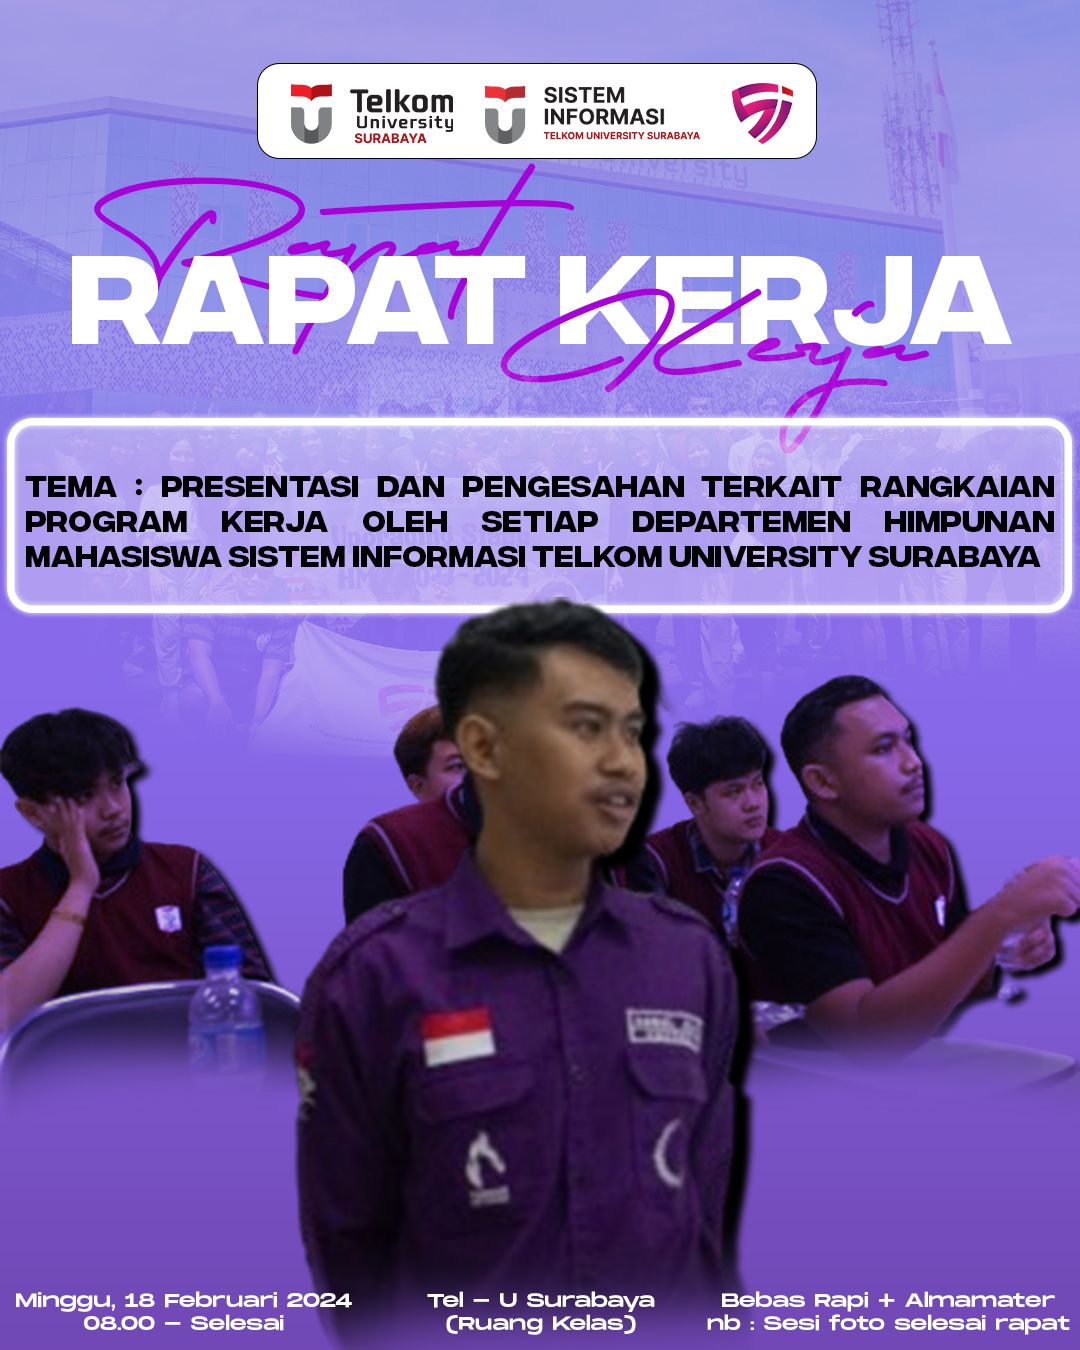 Telkom
University
SURABAYA
SISTEM
INFORMASI
TELKOM UNIVERSITY SURABAYA
Rapat
RAPAT KERJA
Kerja
TEMA : PRESENTASI DAN PENGESAHAN TERKAIT RANGKAIAN
PROGRAM KERJA OLEH SETIAP DEPARTEMEN HIMPUNAN
MAHASISWA SISTEM INFORMASI TELKOM UNIVERSITY SURABAYA
Minggu, 18 Februari 2024
08.00 - Selesai
Tel - U Surabaya
(Ruang Kelas)
Bebas Rapi + Almamater
nb : Sesi foto selesai rapat